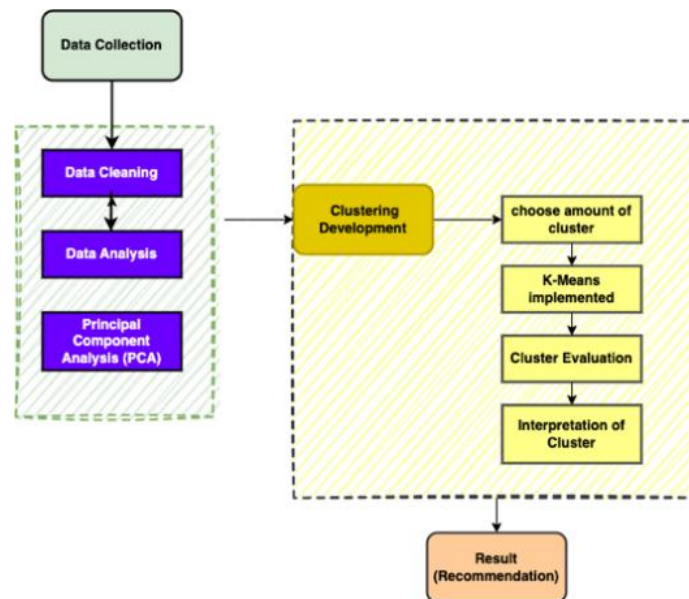 Data Collection
Data Cleaning
Data Analysis
Principal
Component
Analysis (PCA)
Clustering
Development
choose amount of
cluster
K-Means
implemented
Cluster Evaluation
Interpretation of
Cluster
Result
(Recommendation)